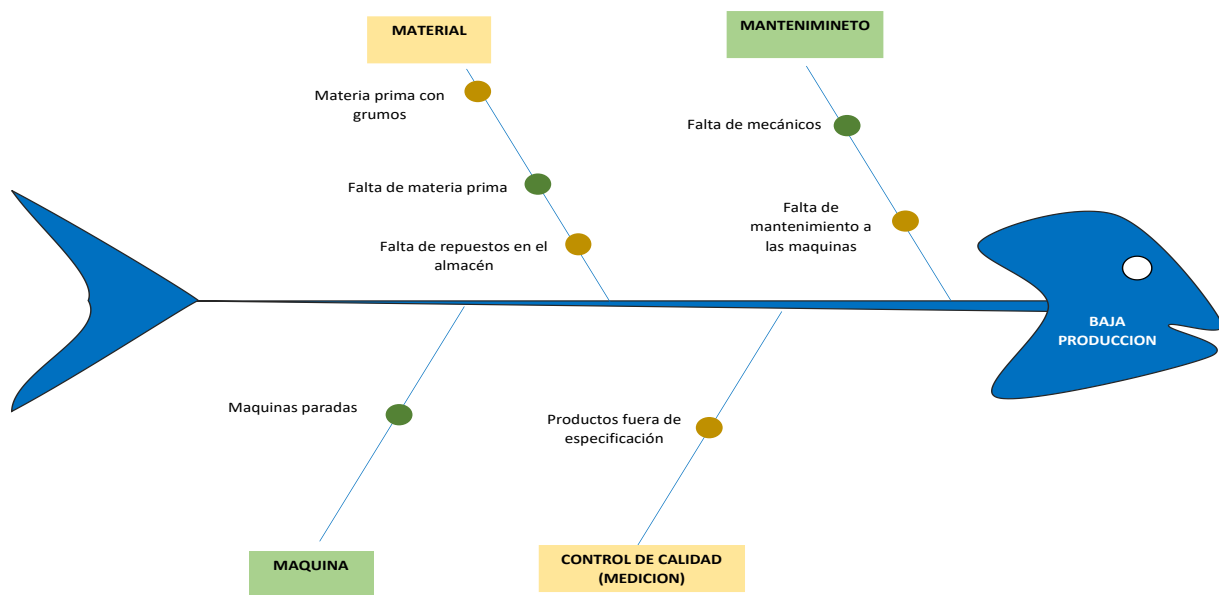 MATERIAL
MANTENIMINETO
Materia prima con
grumos
Falta de mecánicos
Falta de materia prima
Falta de
mantenimiento a
las maquinas
Falta de repuestos en el
almacén
BAJA
PRODUCCION
Maquinas paradas
Productos fuera de
especificación
MAQUINA
CONTROL DE CALIDAD
(MEDICION)